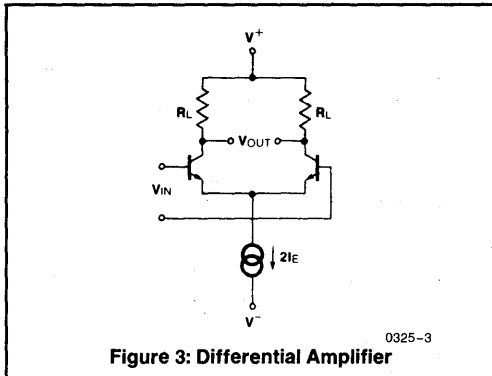 V+
RL
RL
VOUT
VIN
2IE
V-
0325-3
Figure 3: Differential Amplifier